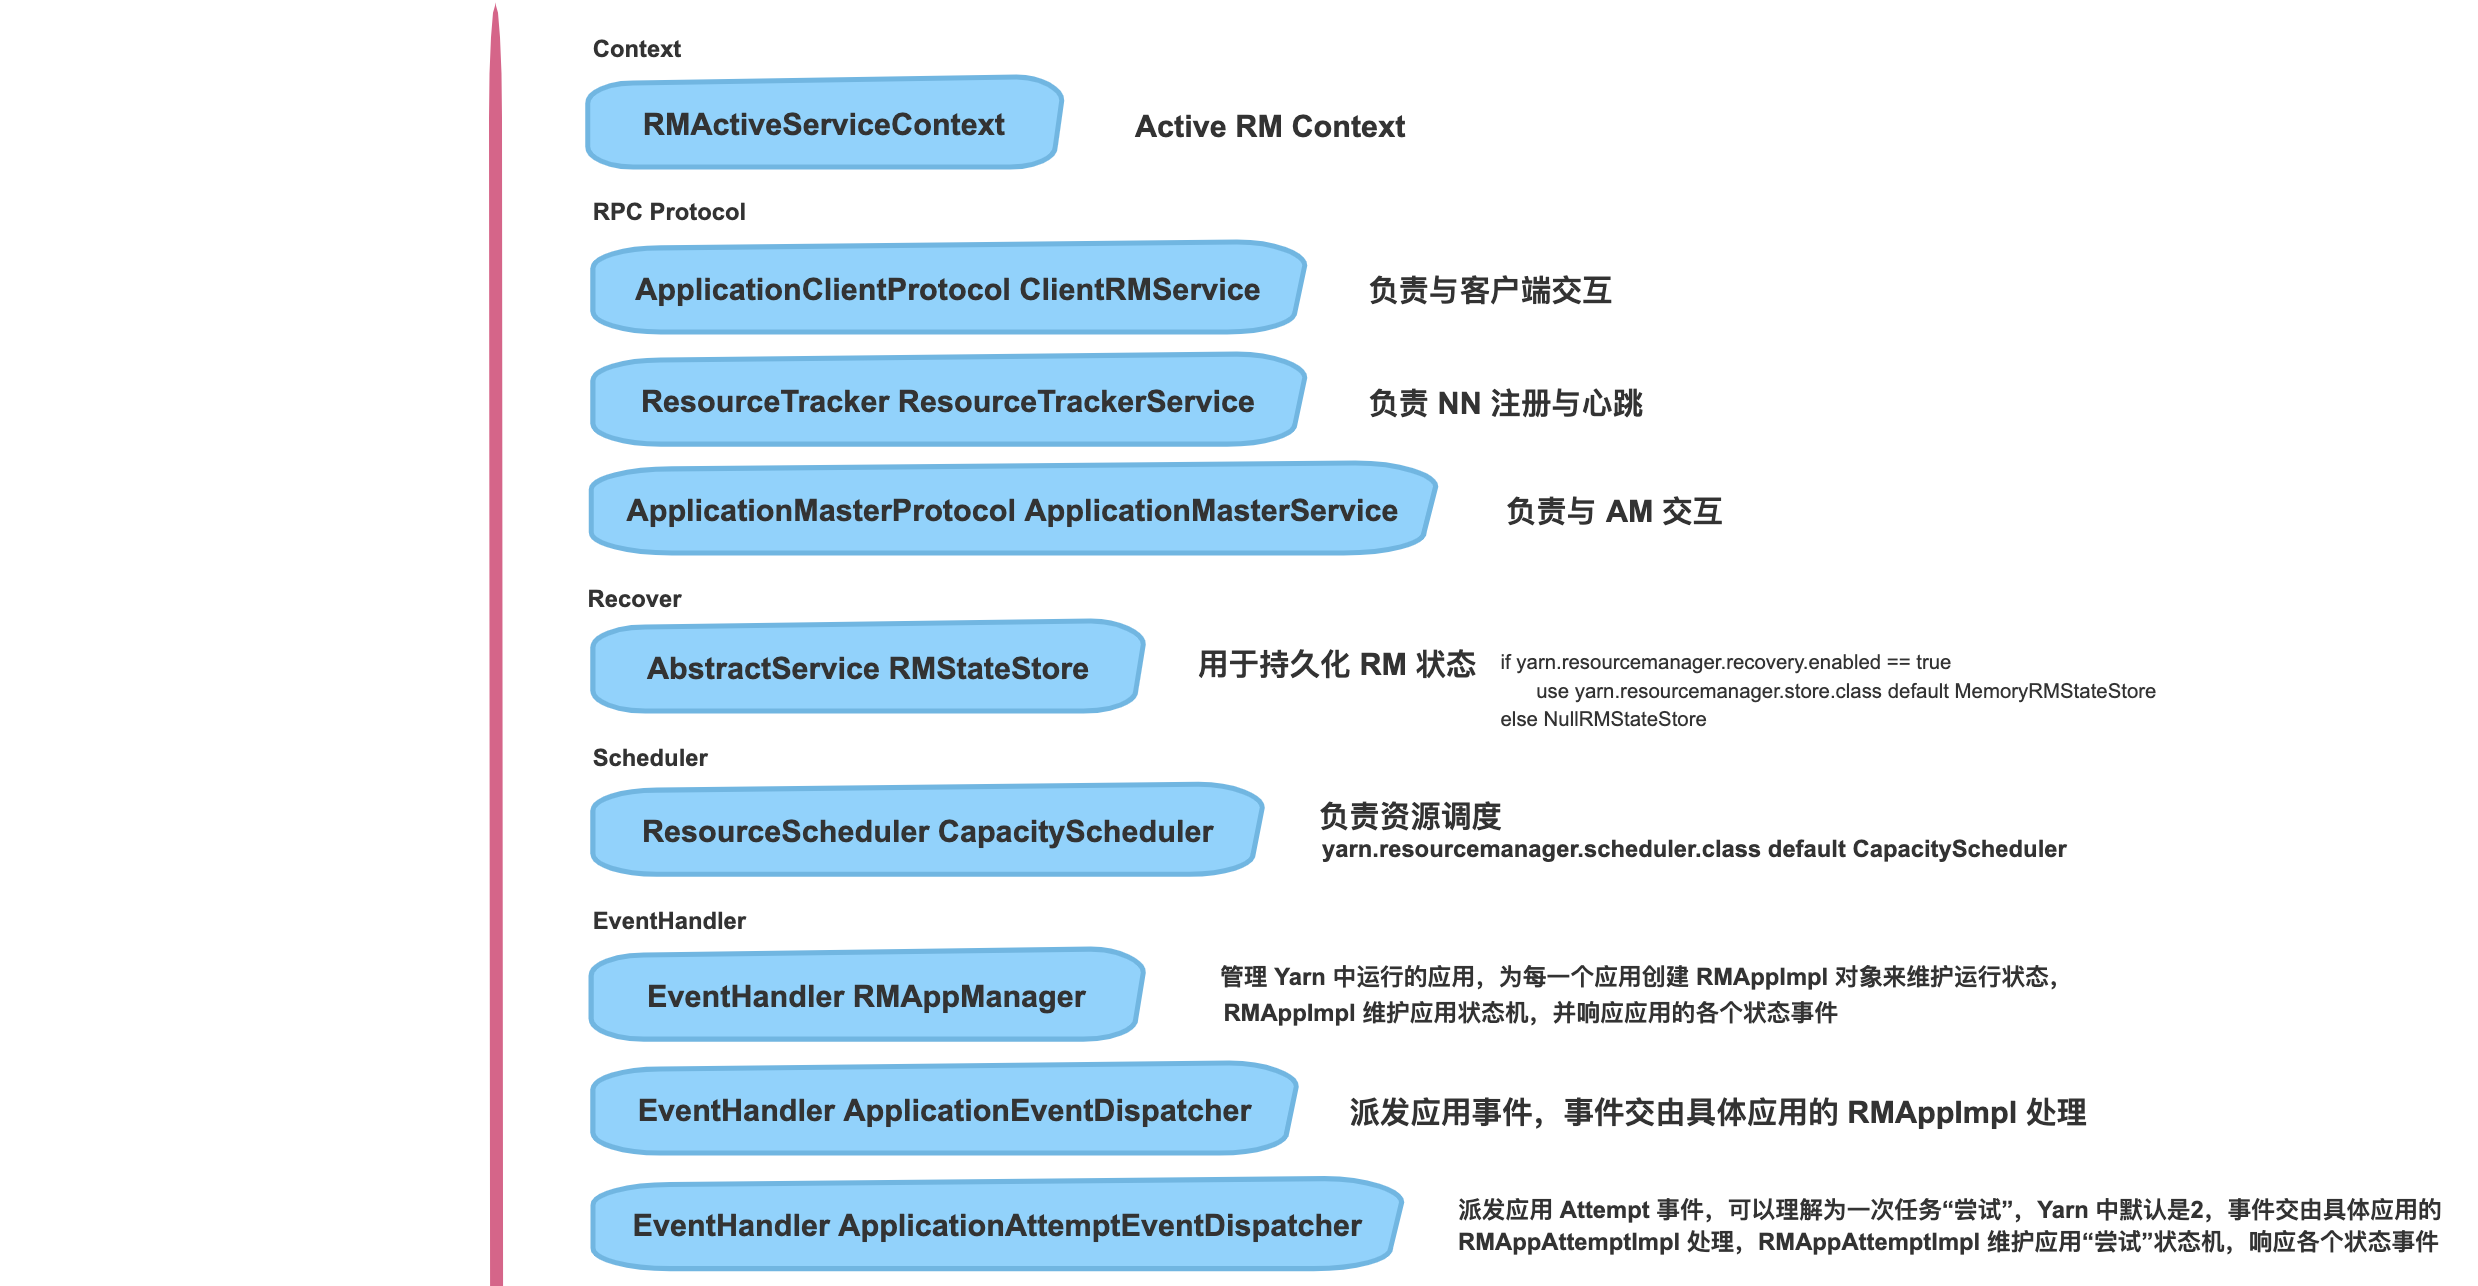 Context
RMActiveServiceContext
Active RM Context
RPC Protocol
ApplicationClientProtocol ClientRMService
负责与客户端交互
ResourceTracker ResourceTrackerService
负责 NN 注册与心跳
ApplicationMasterProtocol ApplicationMasterService
负责与 AM 交互
Recover
AbstractService RMStateStore
用于持久化 RM 状态
if yarn.resourcemanager.recovery.enabled == true
use yarn.resourcemanager.store.class default MemoryRMStateStore
else NullRMStateStore
Scheduler
ResourceScheduler CapacityScheduler
负责资源调度
yarn.resourcemanager.scheduler.class default CapacityScheduler
EventHandler
EventHandler RMAppManager
管理 Yarn 中运行的应用，为每一个应用创建 RMAppImpl 对象来维护运行状态，
RMAppImpl 维护应用状态机，并响应应用的各个状态事件
EventHandler ApplicationEventDispatcher
派发应用事件，事件交由具体应用的 RMAppImpl 处理
EventHandler ApplicationAttemptEventDispatcher
派发应用 Attempt 事件，可以理解为一次任务“尝试”，Yarn 中默认是2，事件交由具体应用的
RMAppAttemptImpl 处理，RMAppAttemptImpl 维护应用“尝试”状态机，响应各个状态事件